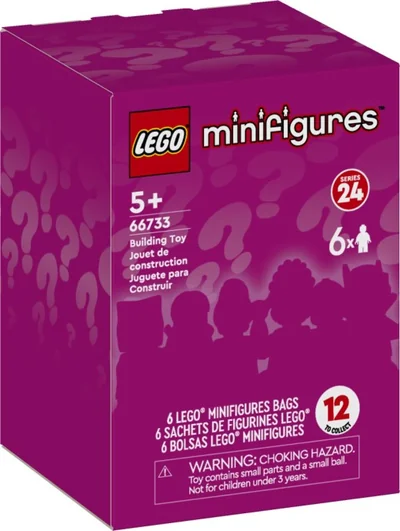 LEGO
minifigures™
SERIES
24
5+
66733
6x
Building Toy
Jouet de
construction
Juguete para
Construir
6 LEGO® MINIFIGURES BAGS
6 SACHETS DE FIGURINES LEGO®
6 BOLSAS LEGO® MINIFIGURES
12
TO COLLECT
WARNING: CHOKING HAZARD.
Toy contains small parts and a small ball.
Not for children under 3 years.